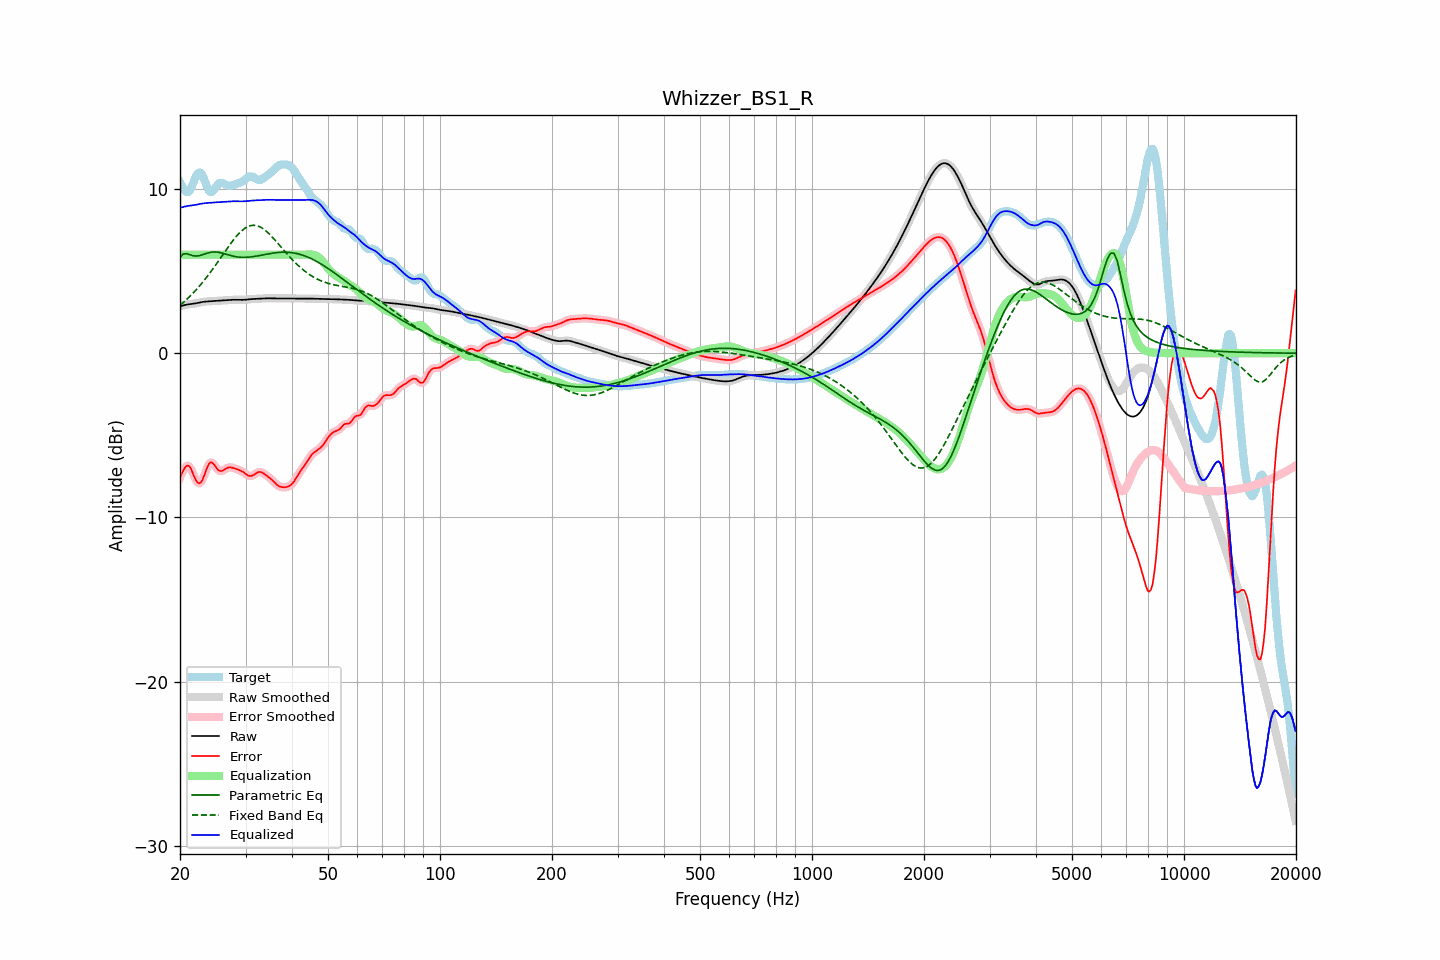 Whizzer_BS1_R
Amplitude (dBr)
10
0
−10
−20
−30
Target
Raw Smoothed
Error Smoothed
Raw
Error
Equalization
Parametric Eq
Fixed Band Eq
Equalized
20 50 100 200 500 1000 2000 5000 10000 20000
Frequency (Hz)